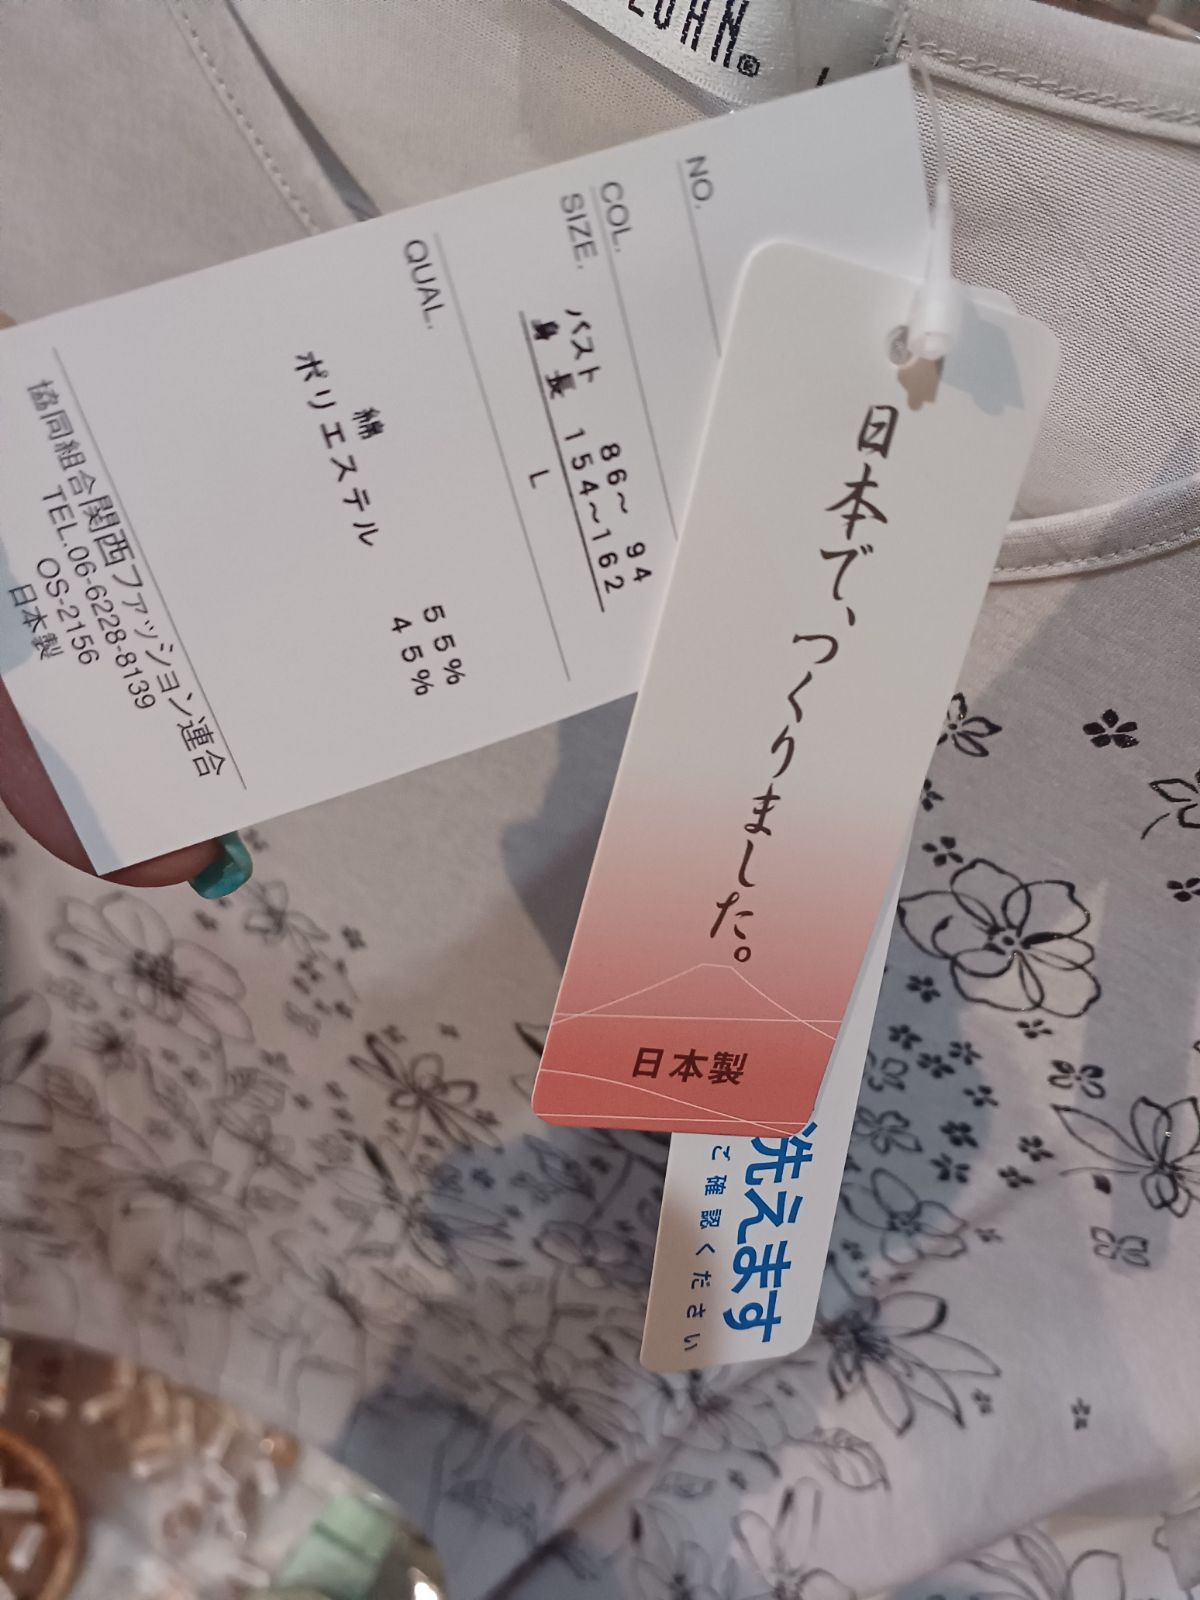 NO.
COL.
SIZE.
バスト 86～ 94
身 長 154～162
L
QUAL.
綿 55%
ポリエステル 45%
協同組合関西ファッション連合
TEL.06-6228-8139
OS-2156
日本製
日本で、つくりました。
日本製
洗えます
ご確認ください